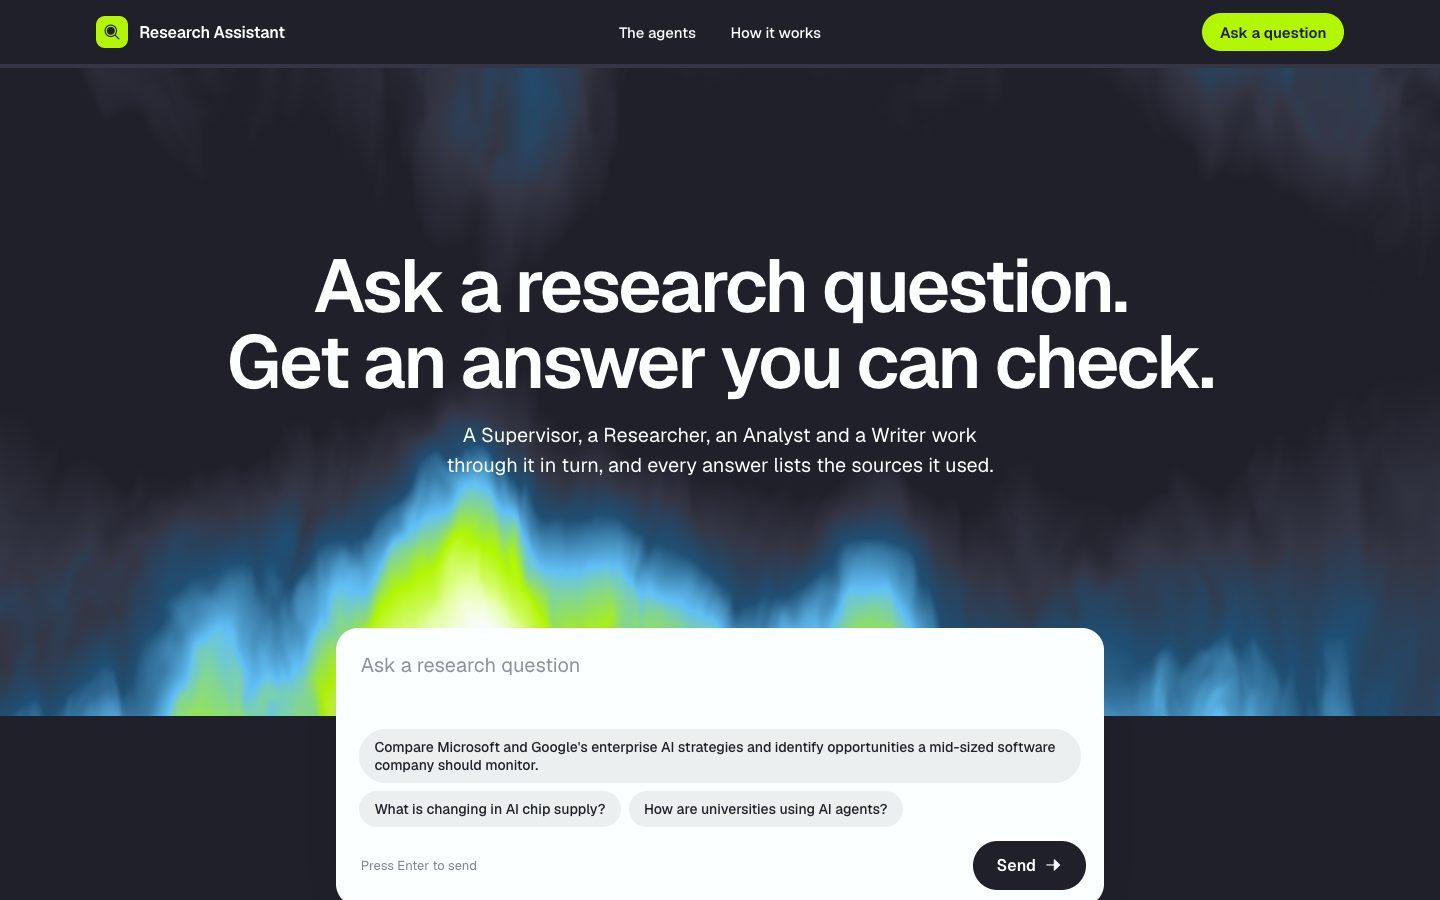 Research Assistant
The agents
How it works
Ask a question
Ask a research question.
Get an answer you can check.
A Supervisor, a Researcher, an Analyst and a Writer work
through it in turn, and every answer lists the sources it used.
Ask a research question
Compare Microsoft and Google's enterprise AI strategies and identify opportunities a mid-sized software
company should monitor.
What is changing in AI chip supply?
How are universities using AI agents?
Press Enter to send
Send